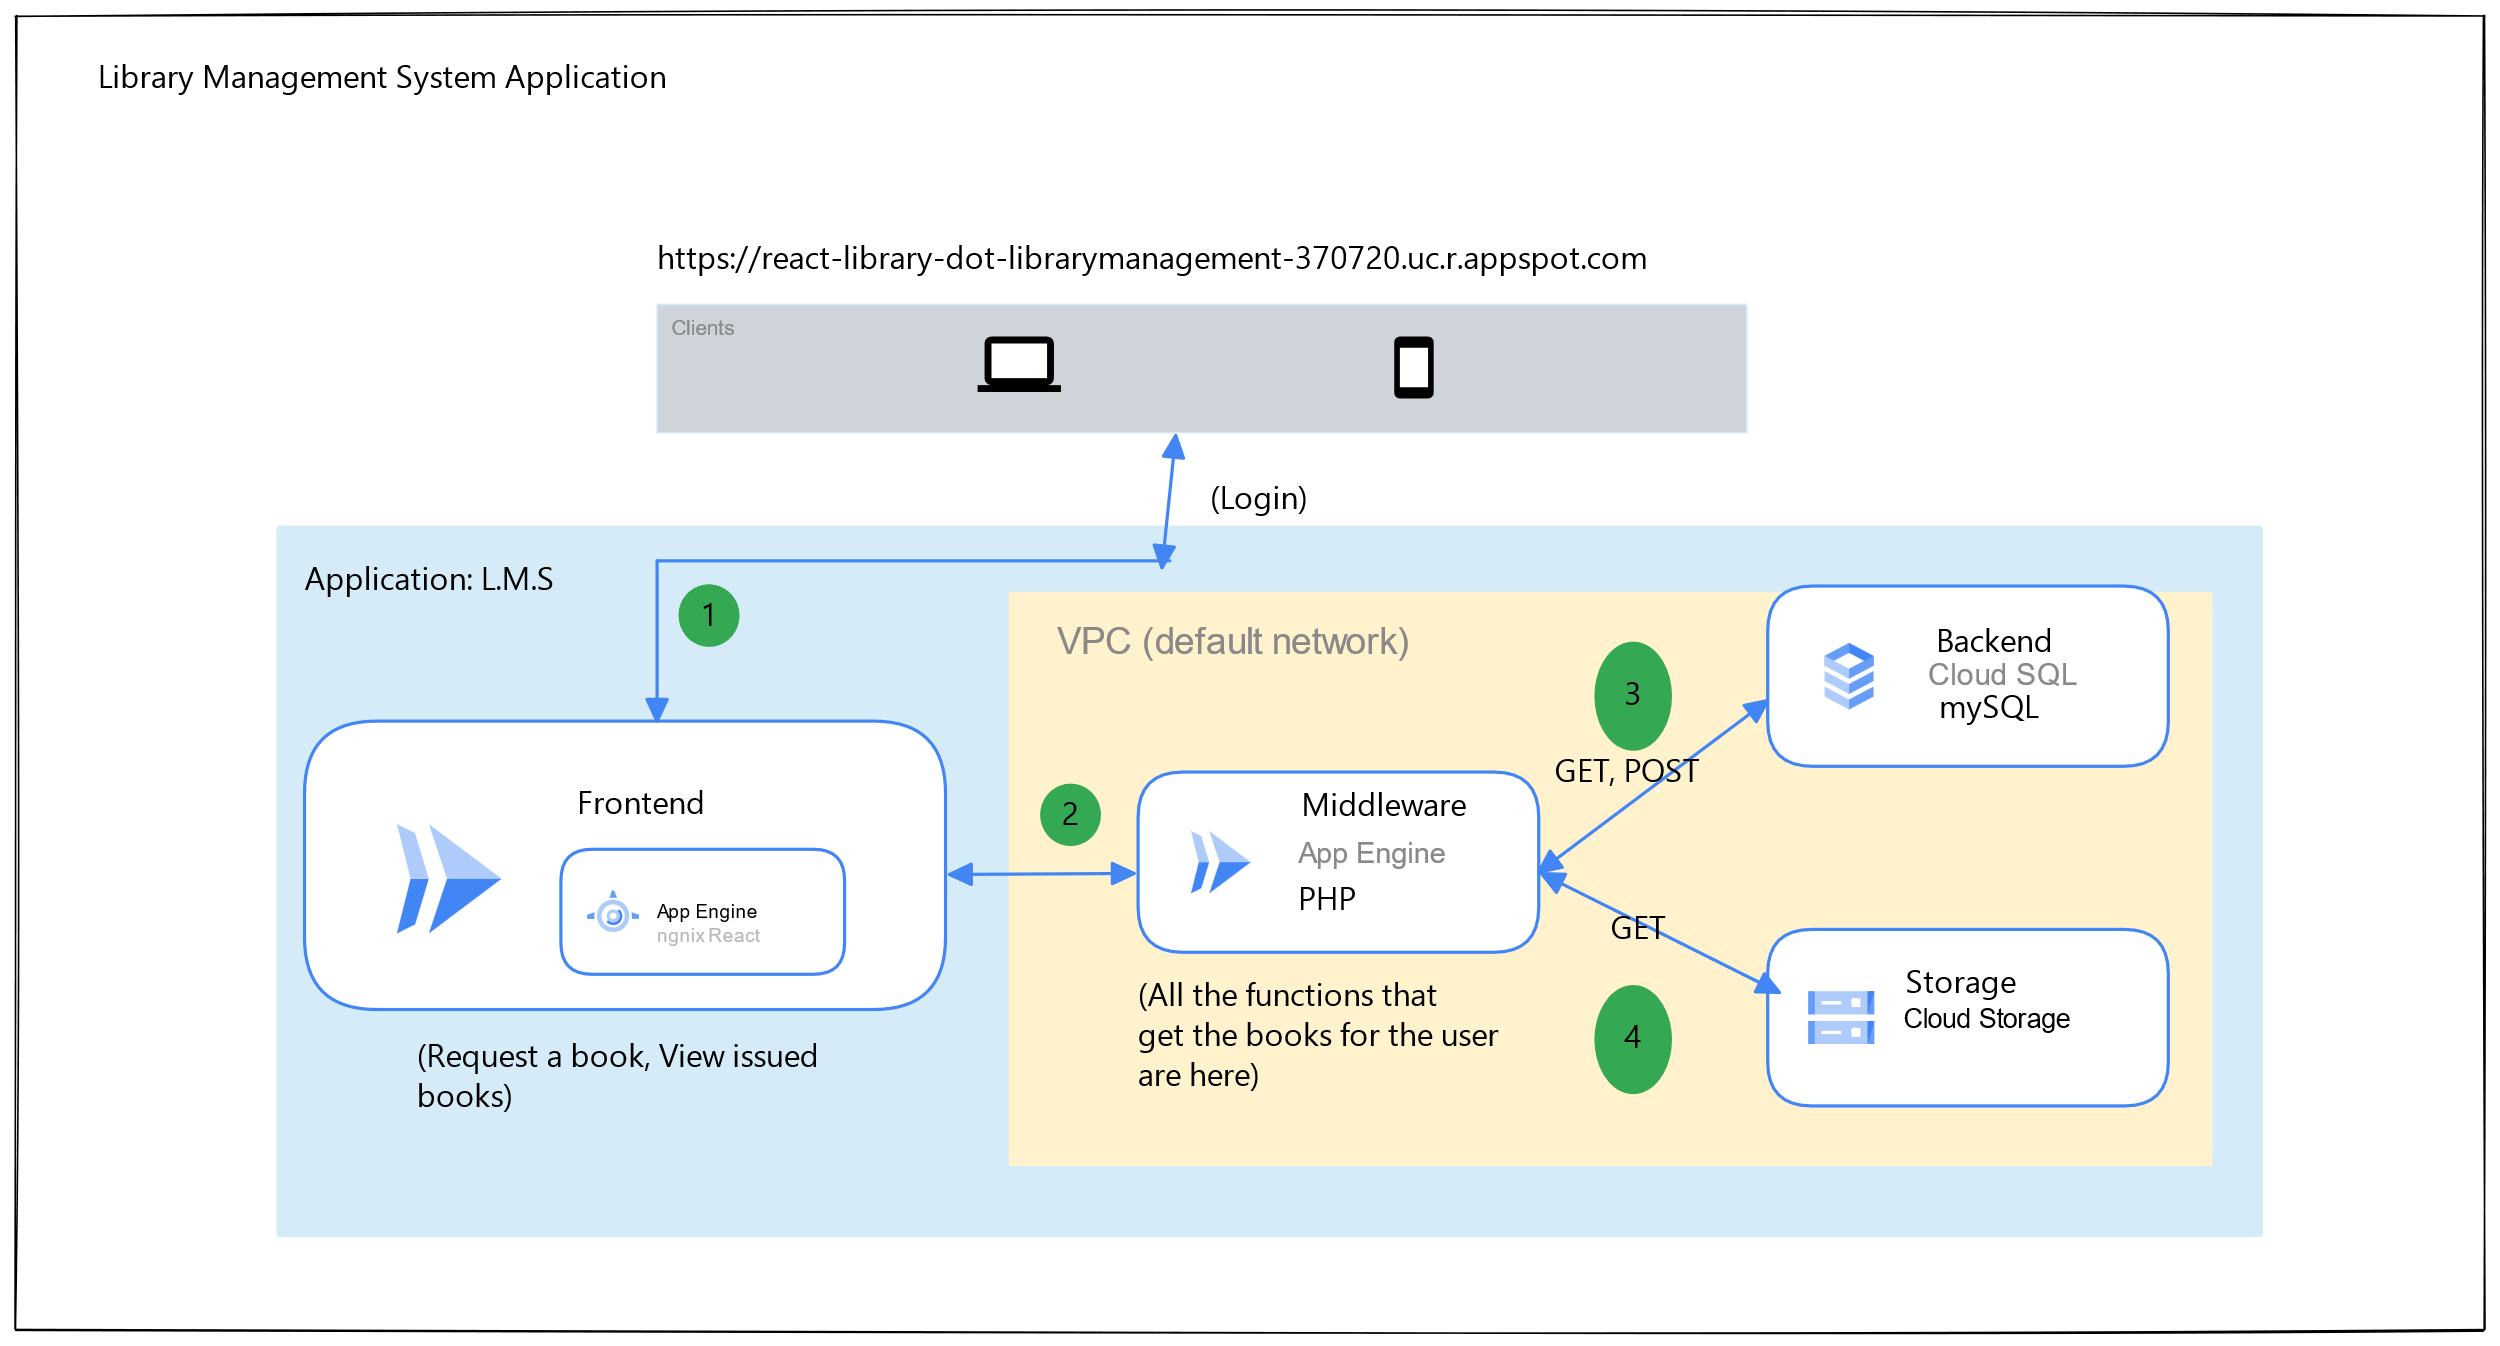 Library Management System Application
https://react-library-dot-librarymanagement-370720.uc.r.appspot.com
Clients
(Login)
Application: L.M.S
1
VPC (default network)
Frontend
App Engine
ngnix React
(Request a book, View issued
books)
2
Middleware
App Engine
PHP
(All the functions that
get the books for the user
are here)
3
GET, POST
Backend
Cloud SQL
mySQL
GET
4
Storage
Cloud Storage